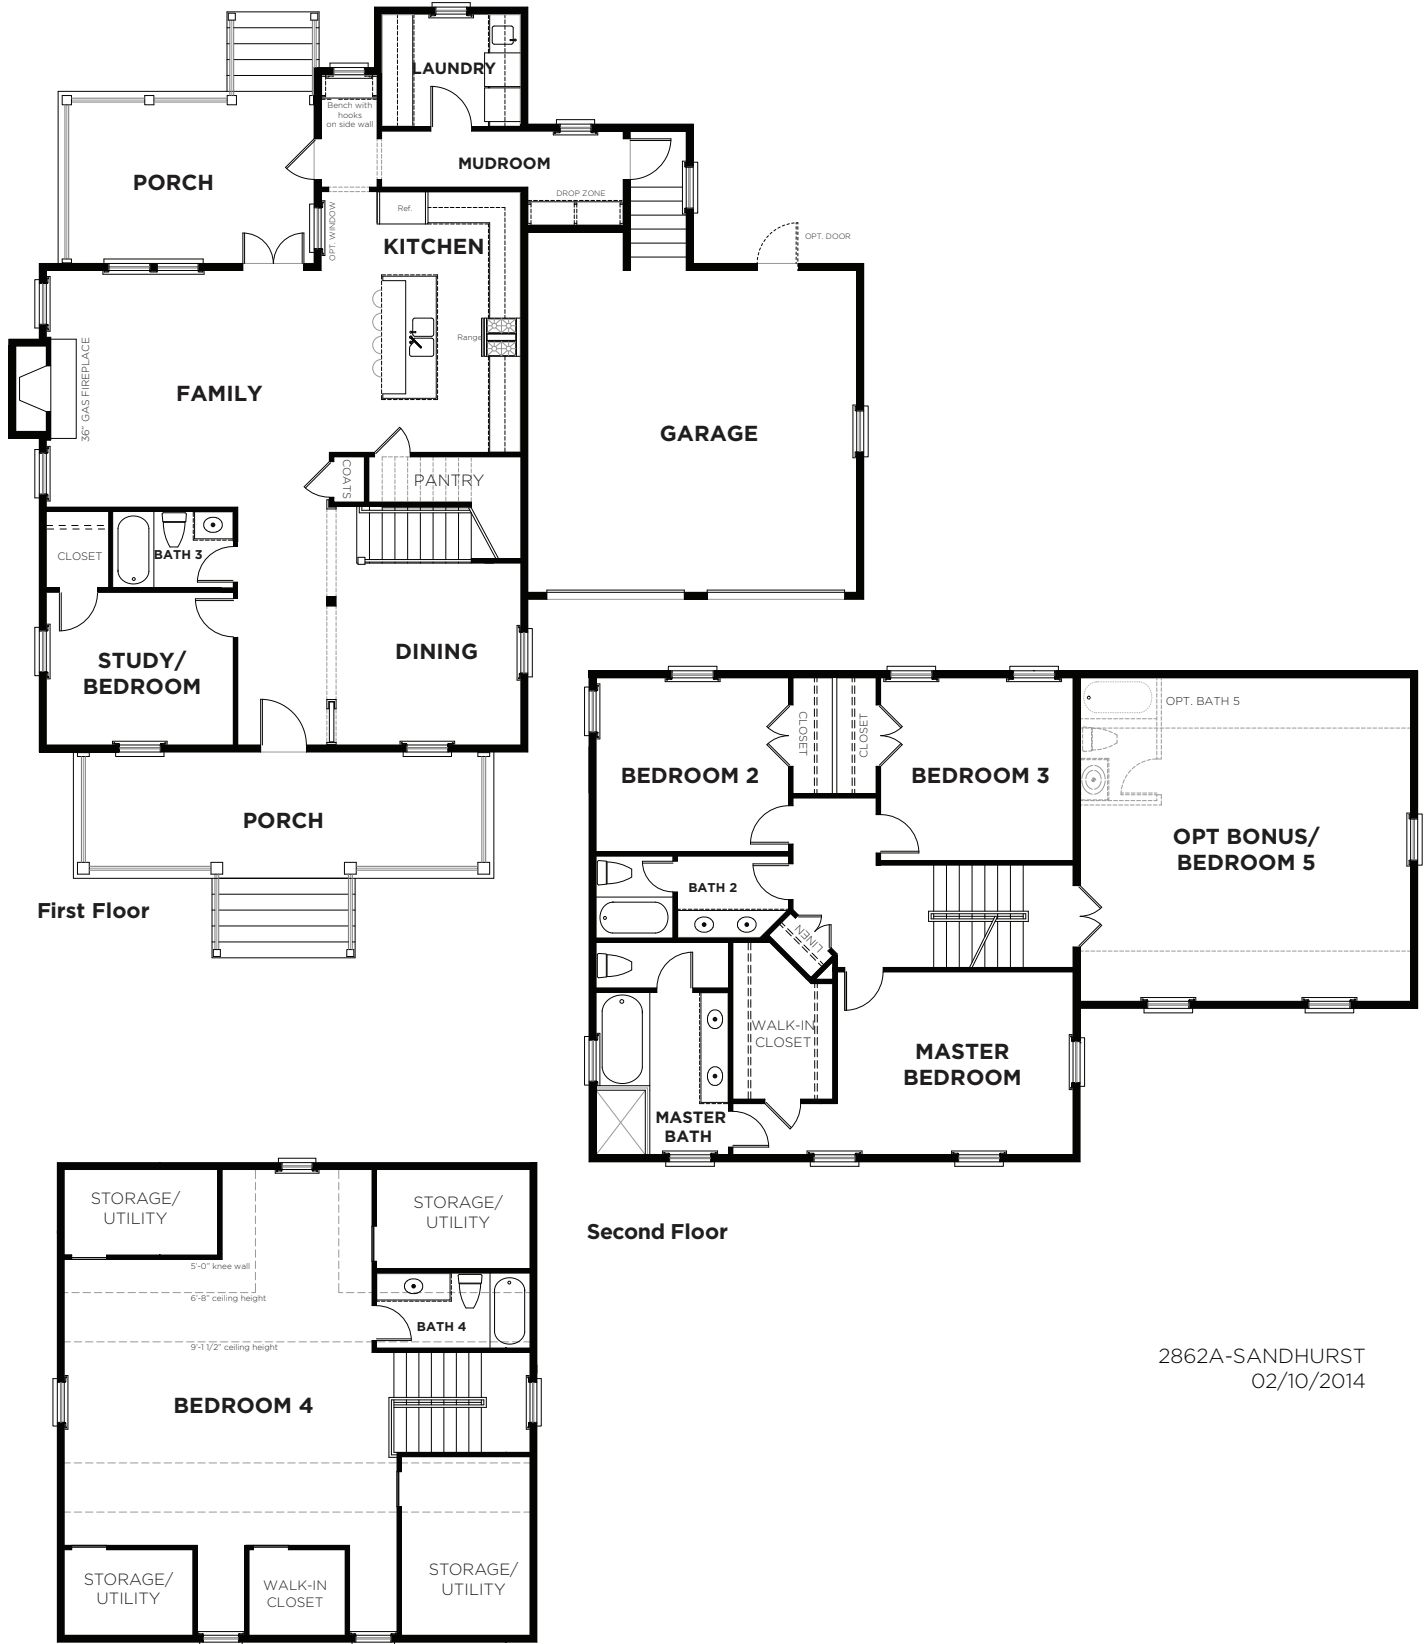 LAUNDRY
Bench with
hooks
on side wall
MUDROOM
PORCH
DROP ZONE
Ref.
OPT. WINDOW
KITCHEN
OPT. DOOR
Range
36" GAS FIREPLACE
FAMILY
GARAGE
COATS
PANTRY
CLOSET
BATH 3
STUDY/
BEDROOM
DINING
PORCH
First Floor
CLOSET
CLOSET
OPT. BATH 5
BEDROOM 2
BEDROOM 3
OPT BONUS/
BEDROOM 5
BATH 2
LINEN
WALK-IN
CLOSET
MASTER
BEDROOM
MASTER
BATH
Second Floor
STORAGE/
UTILITY
STORAGE/
UTILITY
5'-0" knee wall
6'-8" ceiling height
BATH 4
9'-1 1/2" ceiling height
BEDROOM 4
STORAGE/
UTILITY
WALK-IN
CLOSET
STORAGE/
UTILITY
2862A-SANDHURST
02/10/2014